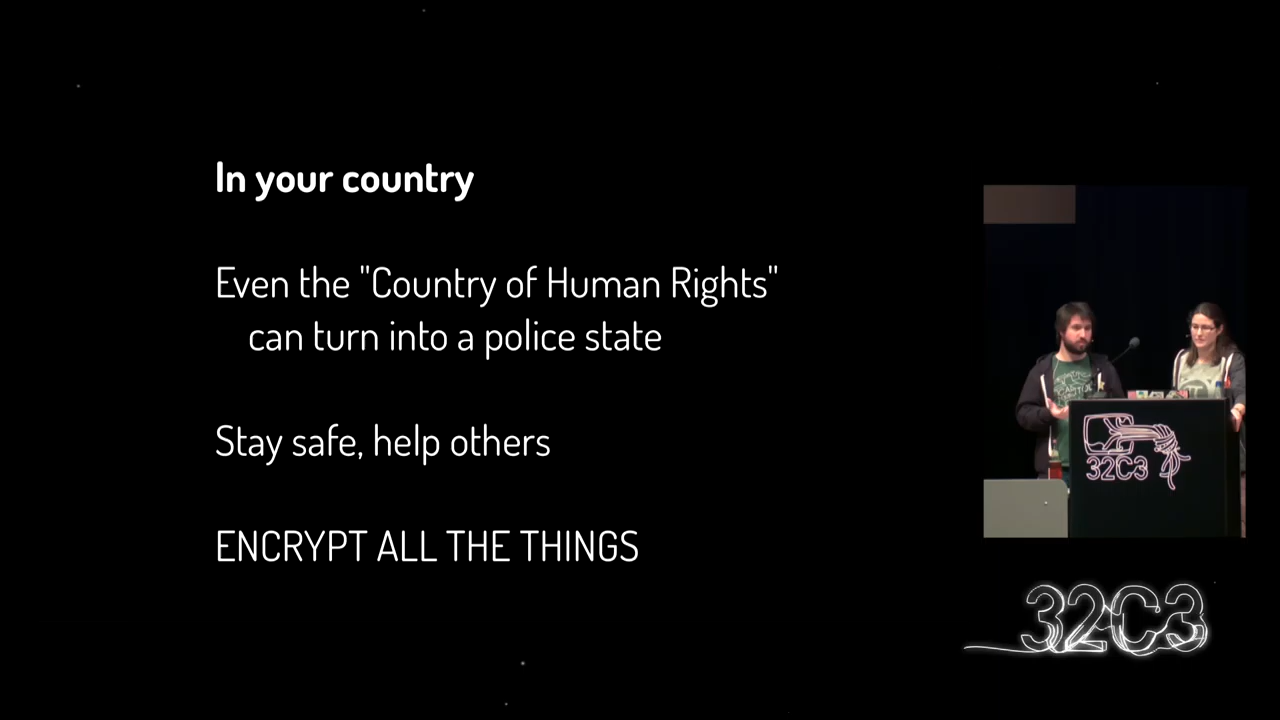 In your country
Even the "Country of Human Rights"
can turn into a police state
Stay safe, help others
ENCRYPT ALL THE THINGS
32C3
32C3